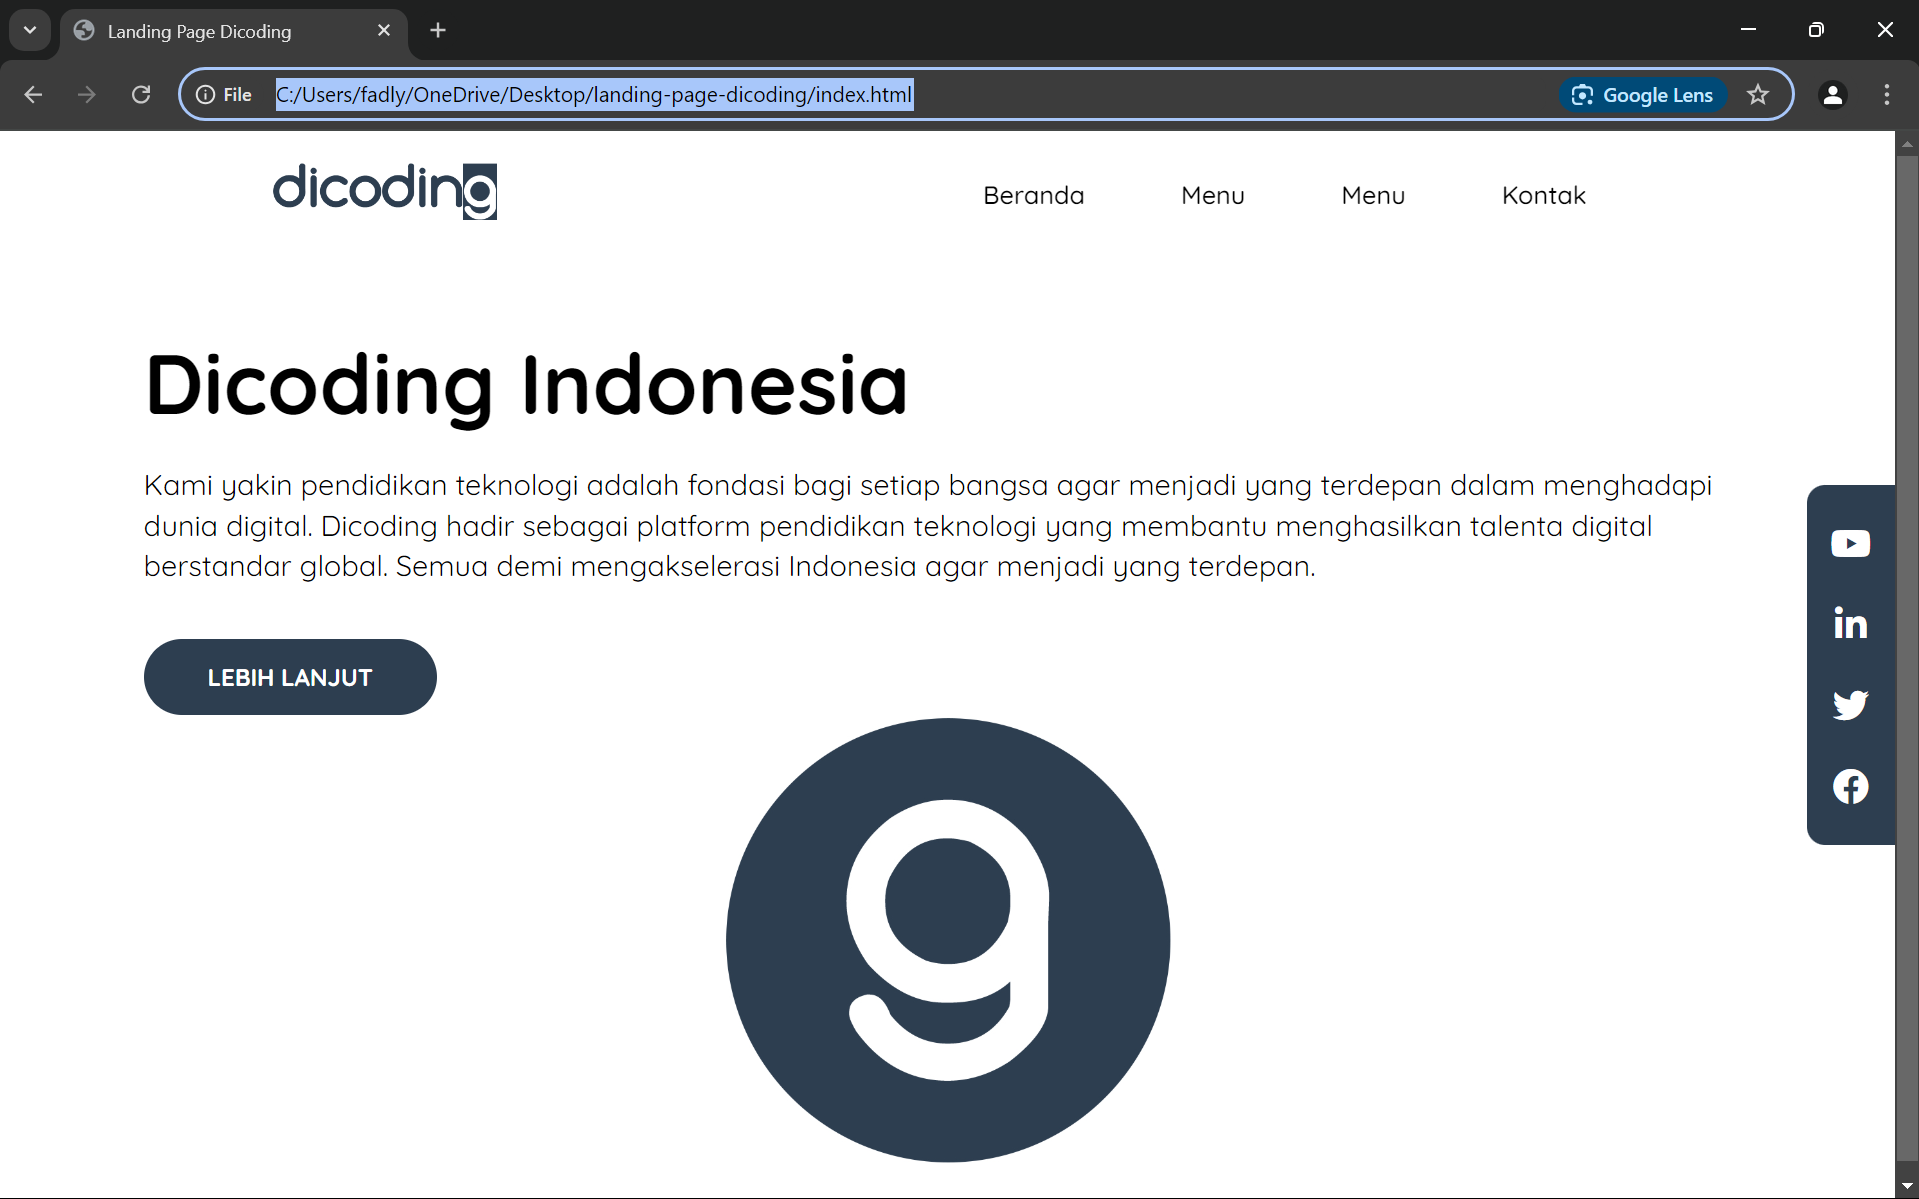 Landing Page Dicoding
File C:/Users/fadly/OneDrive/Desktop/landing-page-dicoding/index.html Google Lens
dicoding Beranda Menu Menu Kontak
Dicoding Indonesia
Kami yakin pendidikan teknologi adalah fondasi bagi setiap bangsa agar menjadi yang terdepan dalam menghadapi
dunia digital. Dicoding hadir sebagai platform pendidikan teknologi yang membantu menghasilkan talenta digital
berstandar global. Semua demi mengakselerasi Indonesia agar menjadi yang terdepan.
LEBIH LANJUT
in
g